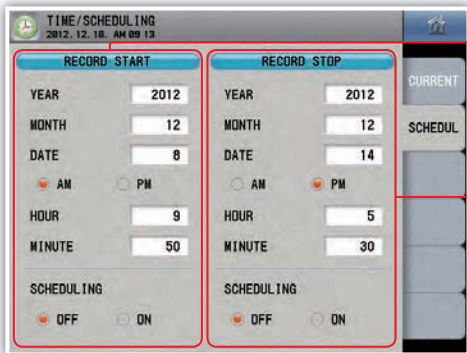 TIME/SCHEDULING
2012. 12. 18. AM 09 13
RECORD START
YEAR 2012
MONTH 12
DATE 8
AM PM
HOUR 9
MINUTE 50
SCHEDULING
OFF ON
RECORD STOP
YEAR 2012
MONTH 12
DATE 14
AM PM
HOUR 5
MINUTE 30
SCHEDULING
OFF ON
CURRENT
SCHEDUL